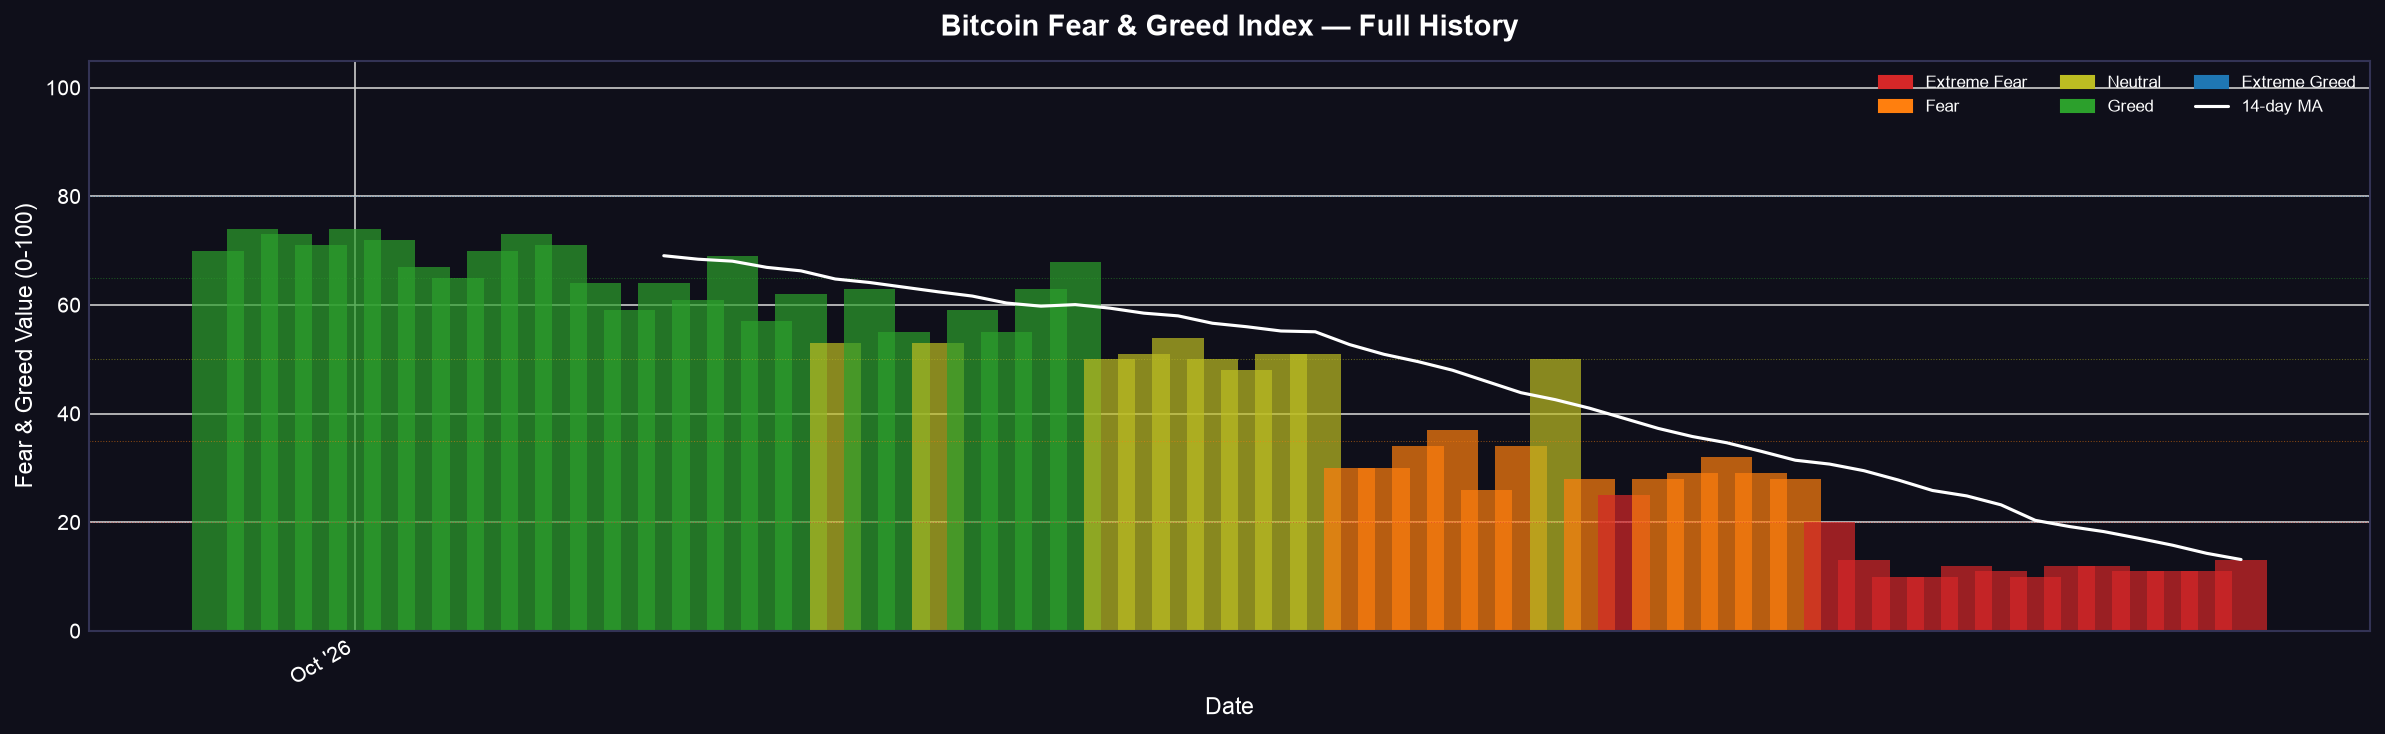 Bitcoin Fear & Greed Index — Full History
Extreme Fear
Fear
Neutral
Greed
Extreme Greed
14-day MA
Fear & Greed Value (0-100)
100
80
60
40
20
0
Oct '26
Date